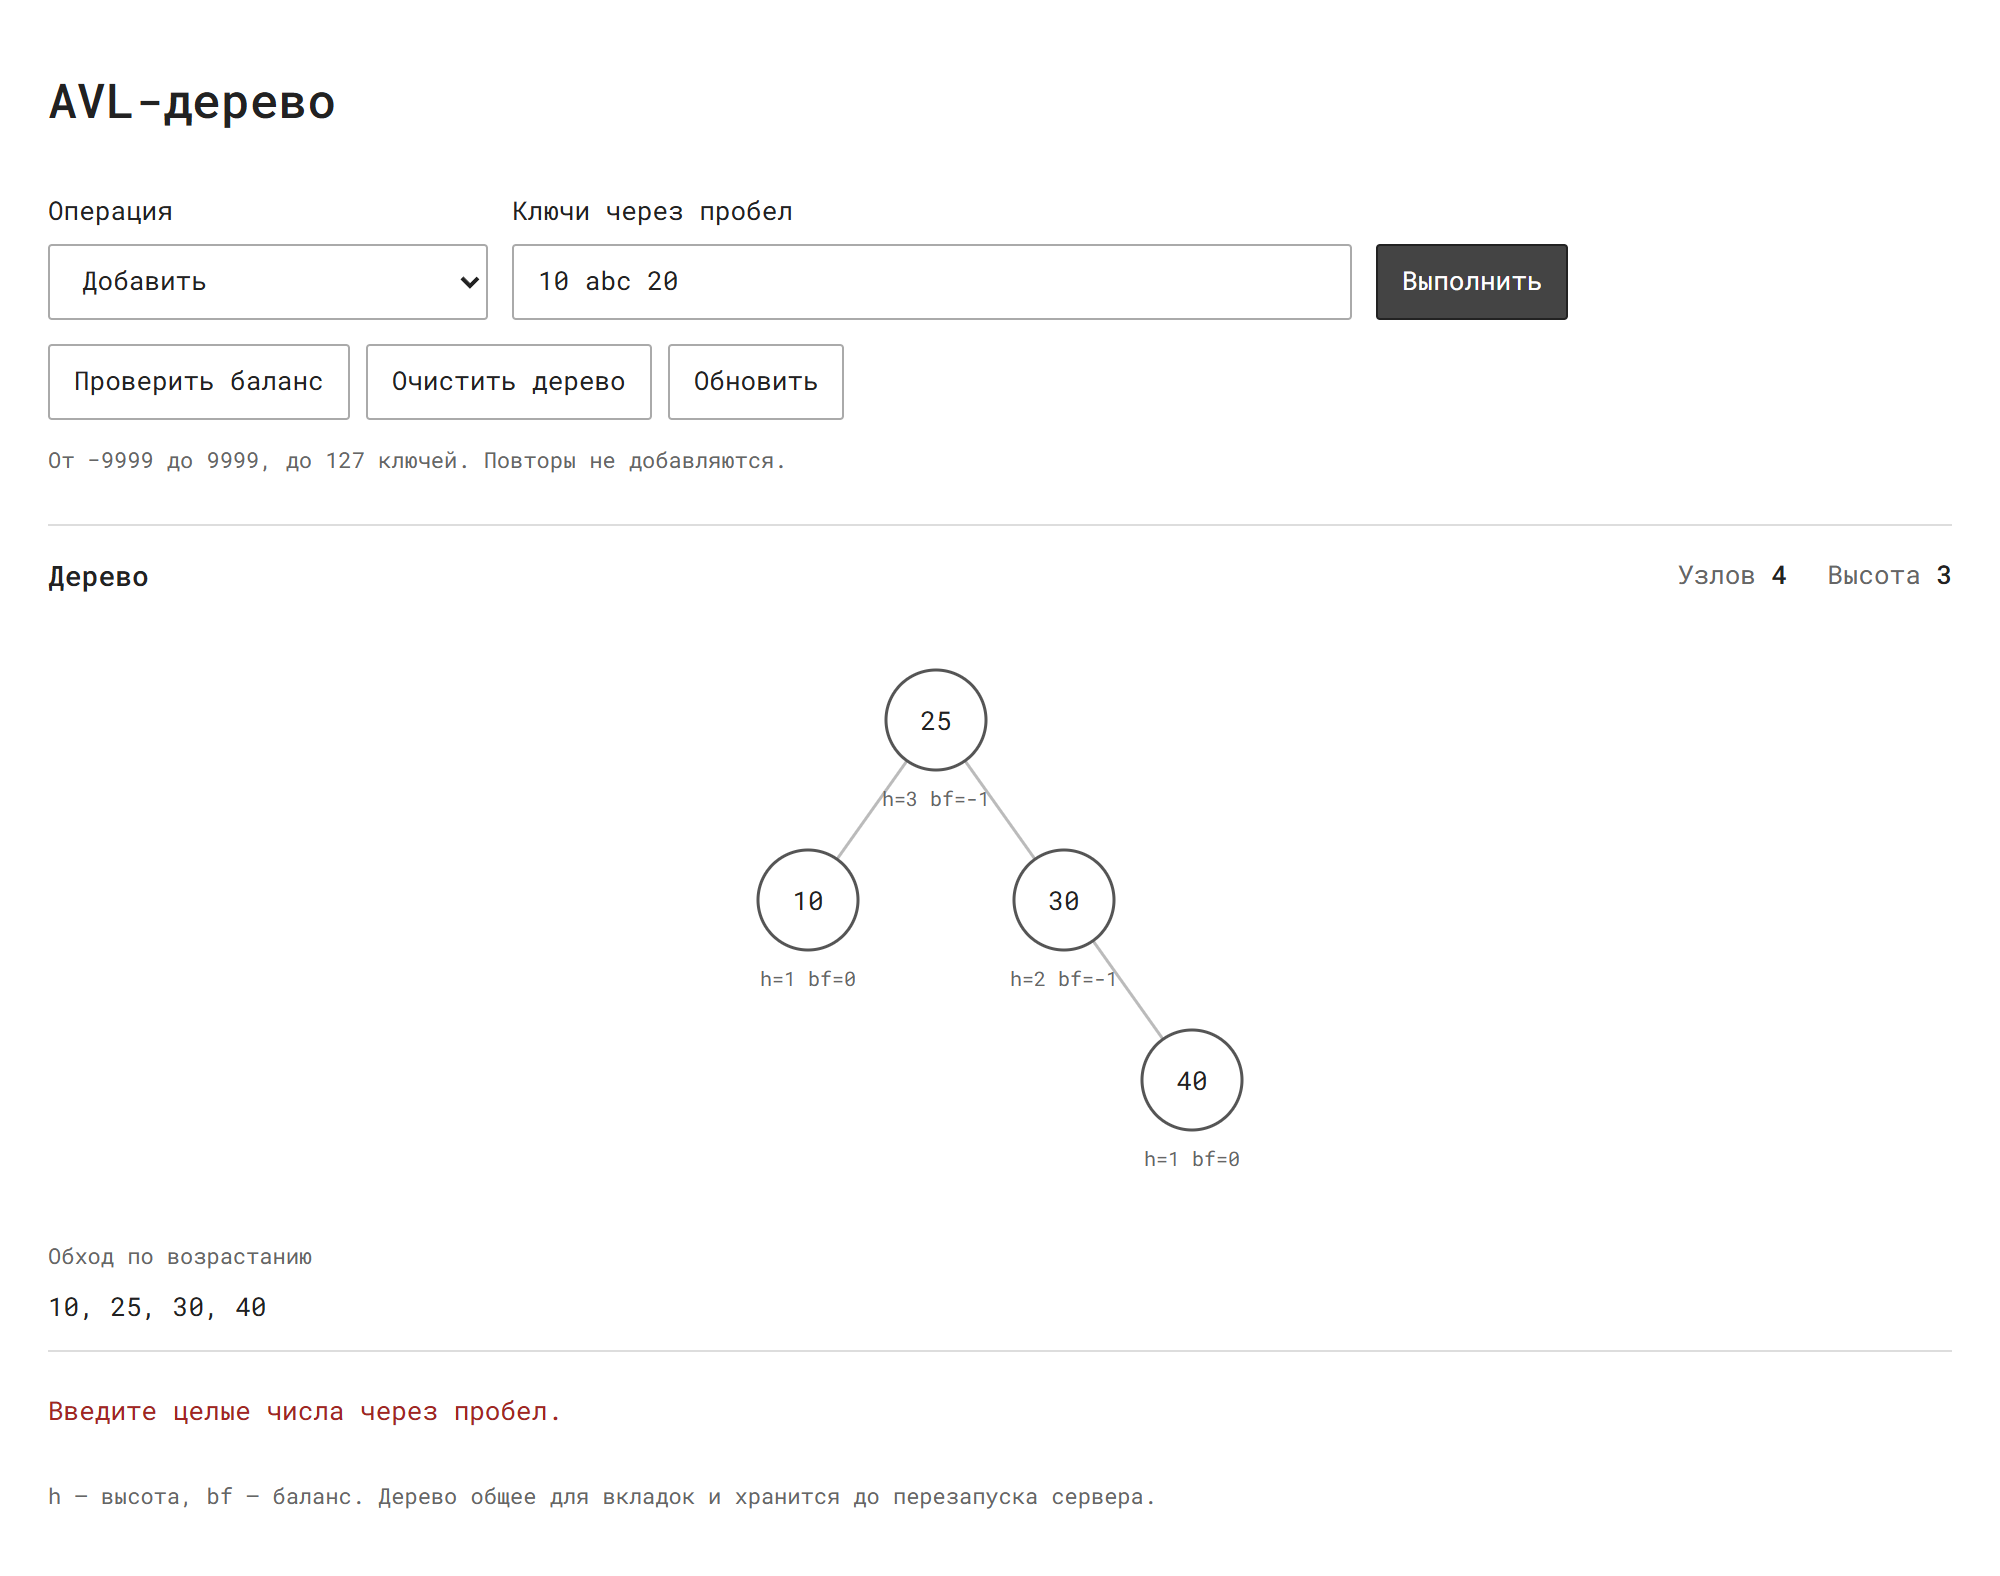 AVL-дерево
Операция
Ключи через пробел
Добавить
10 abc 20
Выполнить
Проверить баланс
Очистить дерево
Обновить
От -9999 до 9999, до 127 ключей. Повторы не добавляются.
Дерево
Узлов 4
Высота 3
25
h=3 bf=-1
10
30
h=1 bf=0
h=2 bf=-1
40
h=1 bf=0
Обход по возрастанию
10, 25, 30, 40
Введите целые числа через пробел.
h — высота, bf — баланс. Дерево общее для вкладок и хранится до перезапуска сервера.